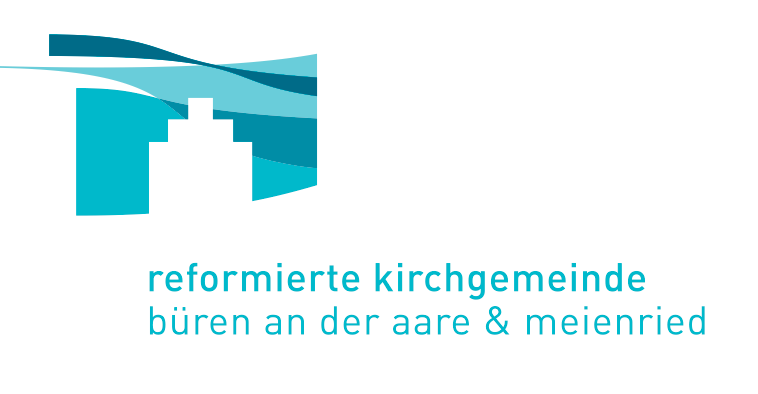 reformierte kirchgemeinde
büren an der aare & meienried